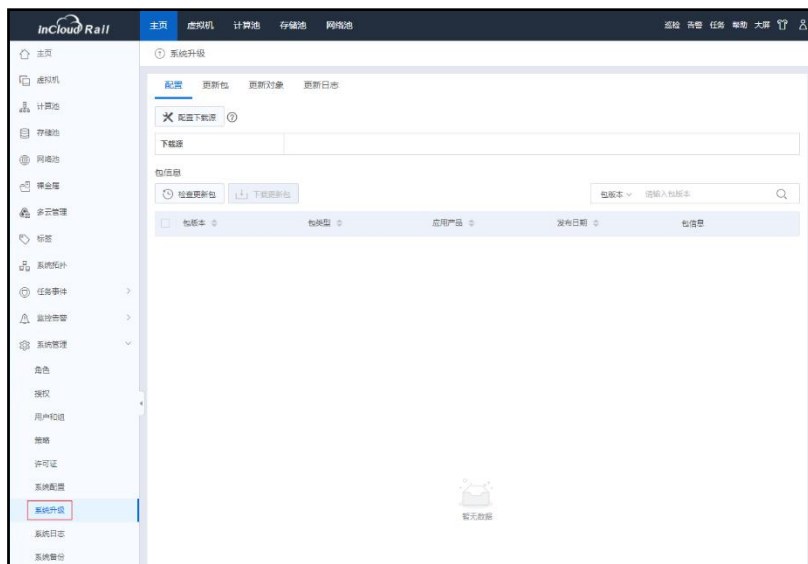 InCloud Rail
主页 虚拟机 计算池 存储池 网络池
巡检 告警 任务 帮助 大屏
主页
虚拟机
计算池
存储池
网络池
裸金属
多云管理
标签
系统拓扑
任务事件
监控告警
系统管理
角色
授权
用户和组
策略
许可证
系统配置
系统升级
系统日志
系统备份
系统升级
配置 更新包 更新对象 更新日志
配置下载源
下载源
包信息
检查更新包 下载更新包
包版本 请输入包版本
包版本 包类型 应用产品 发布日期 包信息
暂无数据